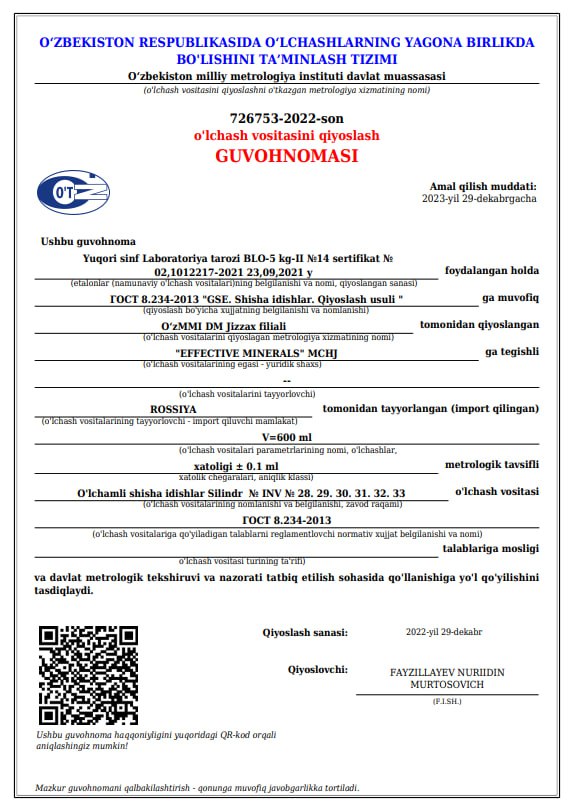 O‘ZBEKISTON RESPUBLIKASIDA O‘LCHASHLARNING YAGONA BIRLIKDA
BO'LISHINI TA’MINLASH TIZIMI
O‘zbekiston milliy metrologiya instituti davlat muassasasi
(o'lchash vositasini qiyoslashni o'tkazgan metrologiya xizmatining nomi)
726753-2022-son
o'lchash vositasini qiyoslash
GUVOHNOMASI
O'T
Amal qilish muddati:
2023-yil 29-dekabrgacha
Ushbu guvohnoma
Yuqori sinf Laboratoriya tarozi BLO-5 kg-II №14 sertifikat №
02,1012217-2021 23,09,2021 y
foydalangan holda
(etalonlar (namunaviy o'lchash vositalari)ning belgilanishi va nomi, qiyoslangan sanasi)
ГОСТ 8.234-2013 "GSE. Shisha idishlar. Qiyoslash usuli "
ga muvofiq
(qiyoslash bo'yicha xujjatning belgilanishi va nomlanishi)
O‘zMMI DM Jizzax filiali
tomonidan qiyoslangan
(o'lchash vositalarini qiyoslagan metrologiya xizmatining nomi)
"EFFECTIVE MINERALS" MCHJ
ga tegishli
(o'lchash vositalarining egasi - yuridik shaxs)
--
(o'lchash vositalarini tayyorlovchi)
ROSSIYA
tomonidan tayyorlangan (import qilingan)
(o'lchash vositalarining tayyorlovchi - import qiluvchi mamlakat)
V=600 ml
(o'lchash vositalari parametrlarining nomi, o'lchashlar,
xatoligi ± 0.1 ml
metrologik tavsifli
xatolik chegaralari, aniqlik klassi)
O'lchamli shisha idishlar Silindr № INV № 28. 29. 30. 31. 32. 33
o'lchash vositasi
(o'lchash vositalarining nomlanishi va belgilanishi, zavod raqami)
ГОСТ 8.234-2013
(o'lchash vositalariga qo'yiladigan talablarni reglamentlovchi normativ xujjat belgilanishi va nomi)
talablariga mosligi
o'lchash vositasi turining ta'rifi)
va davlat metrologik tekshiruvi va nazorati tatbiq etilish sohasida qo'llanishiga yo'l qo'yilishini
tasdiqlaydi.
Qiyoslash sanasi:
2022-yil 29-dekabr
Qiyoslovchi:
FAYZILLAYEV NURIIDIN
MURTOSOVICH
(F.I.SH.)
Ushbu guvohnoma haqqoniyligini yuqoridagi QR-kod orqali
aniqlashingiz mumkin!
Mazkur guvohnomani qalbakilashtirish - qonunga muvofiq javobgarlikka tortiladi.